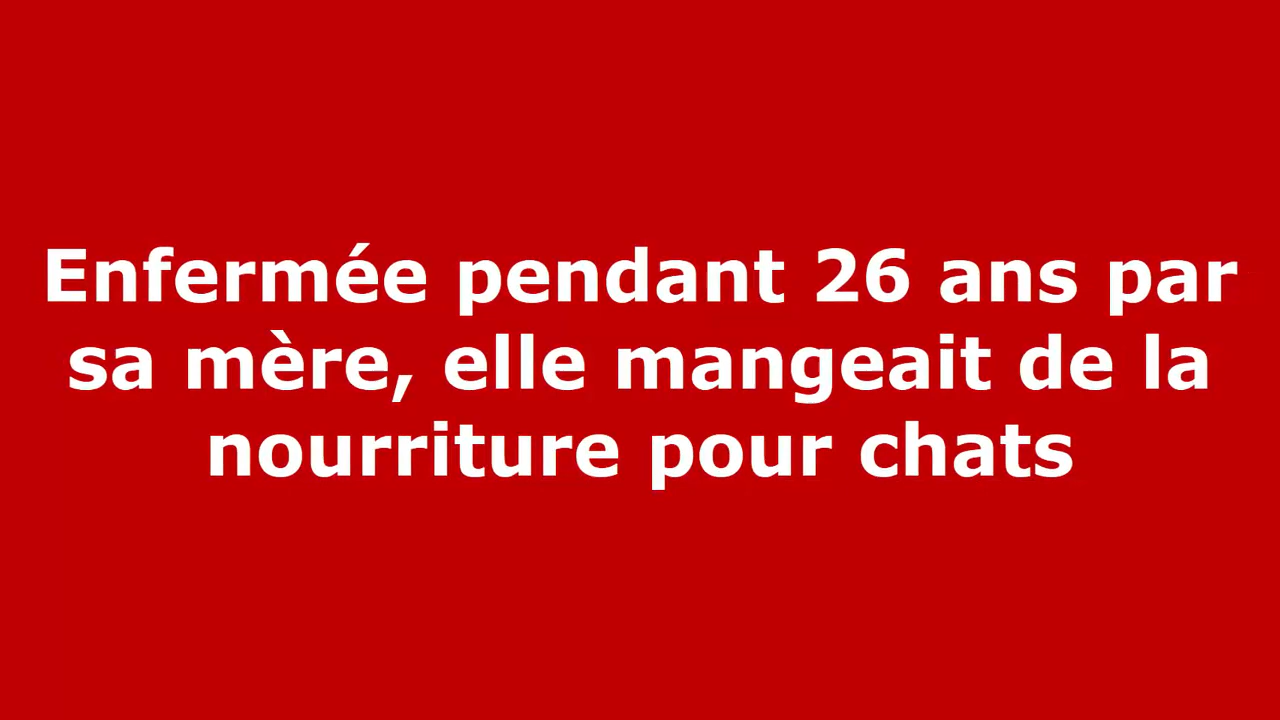 Enfermée pendant 26 ans par
sa mère, elle mangeait de la
nourriture pour chats